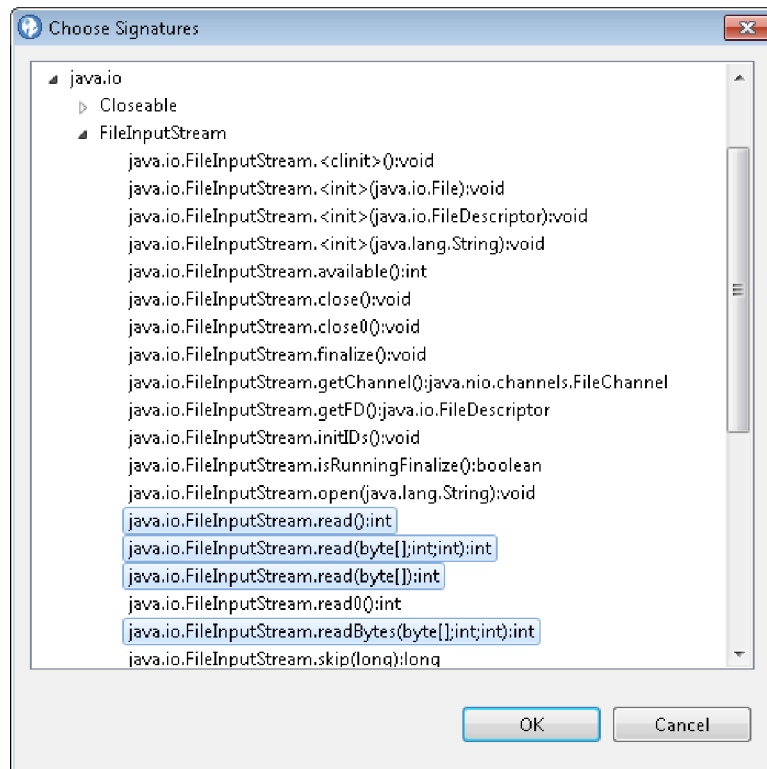 Choose Signatures
java.io
Closeable
FileInputStream
java.io.FileInputStream.<clinit>():void
java.io.FileInputStream.<init>(java.io.File):void
java.io.FileInputStream.<init>(java.io.FileDescriptor):void
java.io.FileInputStream.<init>(java.lang.String):void
java.io.FileInputStream.available():int
java.io.FileInputStream.close():void
java.io.FileInputStream.close0():void
java.io.FileInputStream.finalize():void
java.io.FileInputStream.getChannel():java.nio.channels.FileChannel
java.io.FileInputStream.getFD():java.io.FileDescriptor
java.io.FileInputStream.initIDs():void
java.io.FileInputStream.isRunningFinalize():boolean
java.io.FileInputStream.open(java.lang.String):void
java.io.FileInputStream.read():int
java.io.FileInputStream.read(byte[];int;int):int
java.io.FileInputStream.read(byte[]):int
java.io.FileInputStream.read0():int
java.io.FileInputStream.readBytes(byte[];int;int):int
java.io.FileInputStream.skip(long):long
OK Cancel